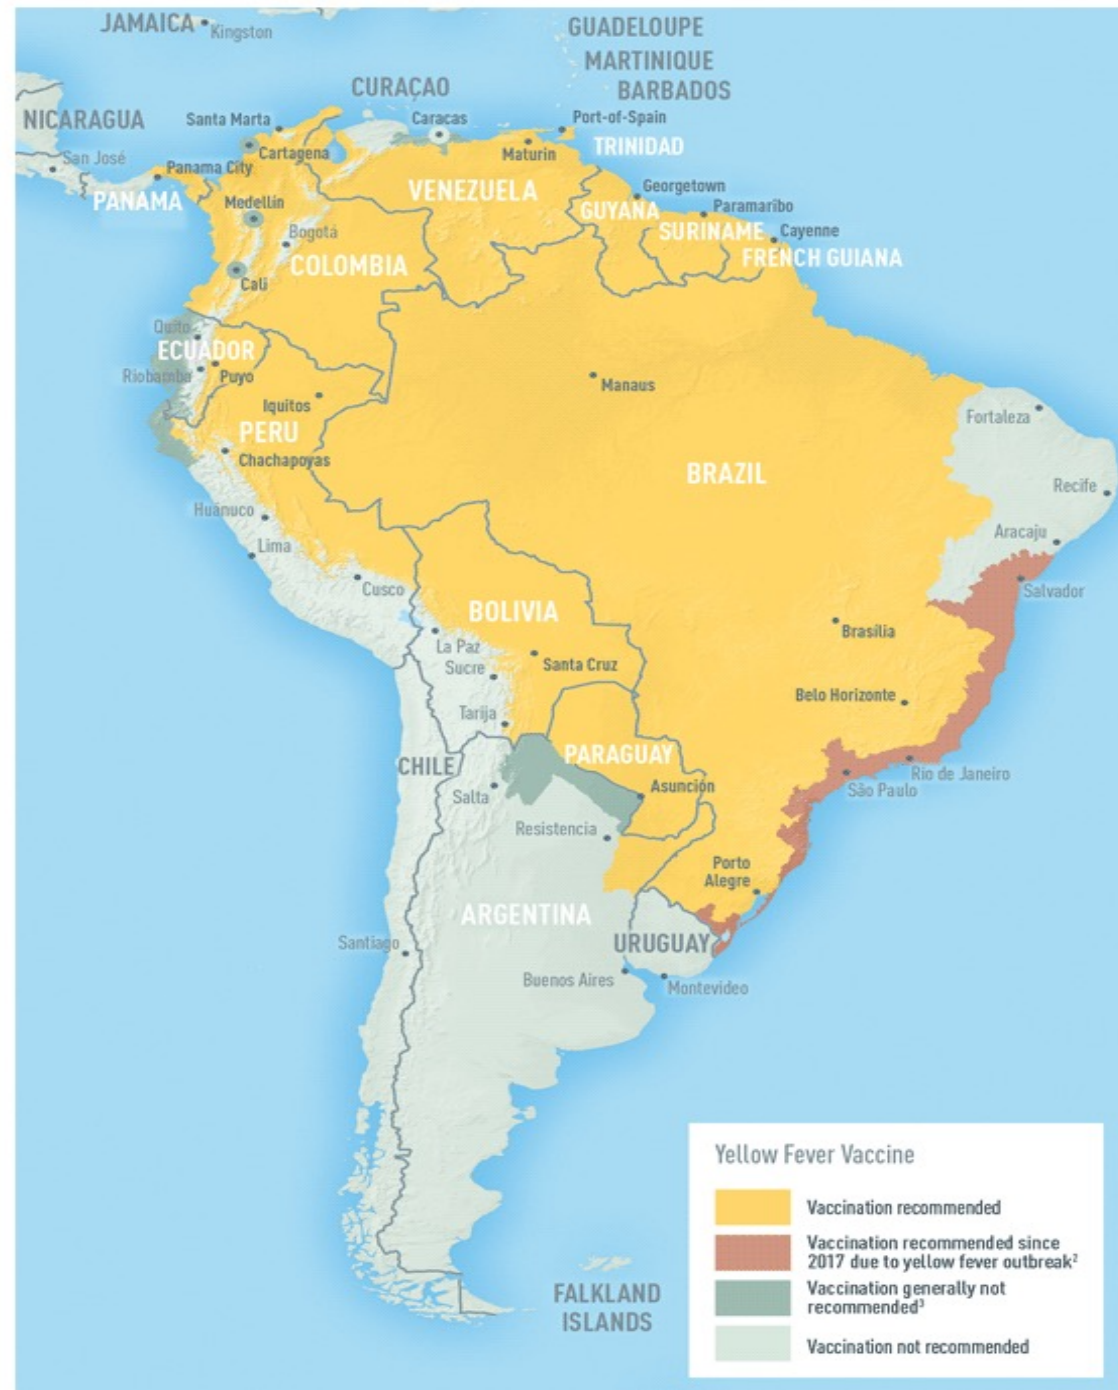 JAMAICA
Kingston
GUADELOUPE
MARTINIQUE
BARBADOS
CURAÇAO
NICARAGUA
Santa Marta
Caracas
Port-of-Spain
San José
Panama City
Cartagena
Maturin
TRINIDAD
PANAMA
Medellín
VENEZUELA
Georgetown
GUYANA
Paramaribo
Bogotá
SURINAME
Cayenne
COLOMBIA
FRENCH GUIANA
Cali
Quito
ECUADOR
Riobamba
Puyo
Manaus
Iquitos
Fortaleza
PERU
Chachapoyas
BRAZIL
Recife
Huánuco
Aracaju
Lima
Cusco
Salvador
BOLIVIA
Brasília
La Paz
Sucre
Santa Cruz
Belo Horizonte
Tarija
PARAGUAY
CHILE
Rio de Janeiro
Salta
Asunción
São Paulo
Resistencia
Porto
Alegre
ARGENTINA
Santiago
URUGUAY
Buenos Aires
Montevideo
FALKLAND
ISLANDS
Yellow Fever Vaccine
Vaccination recommended
Vaccination recommended since
2017 due to yellow fever outbreak²
Vaccination generally not
recommended³
Vaccination not recommended